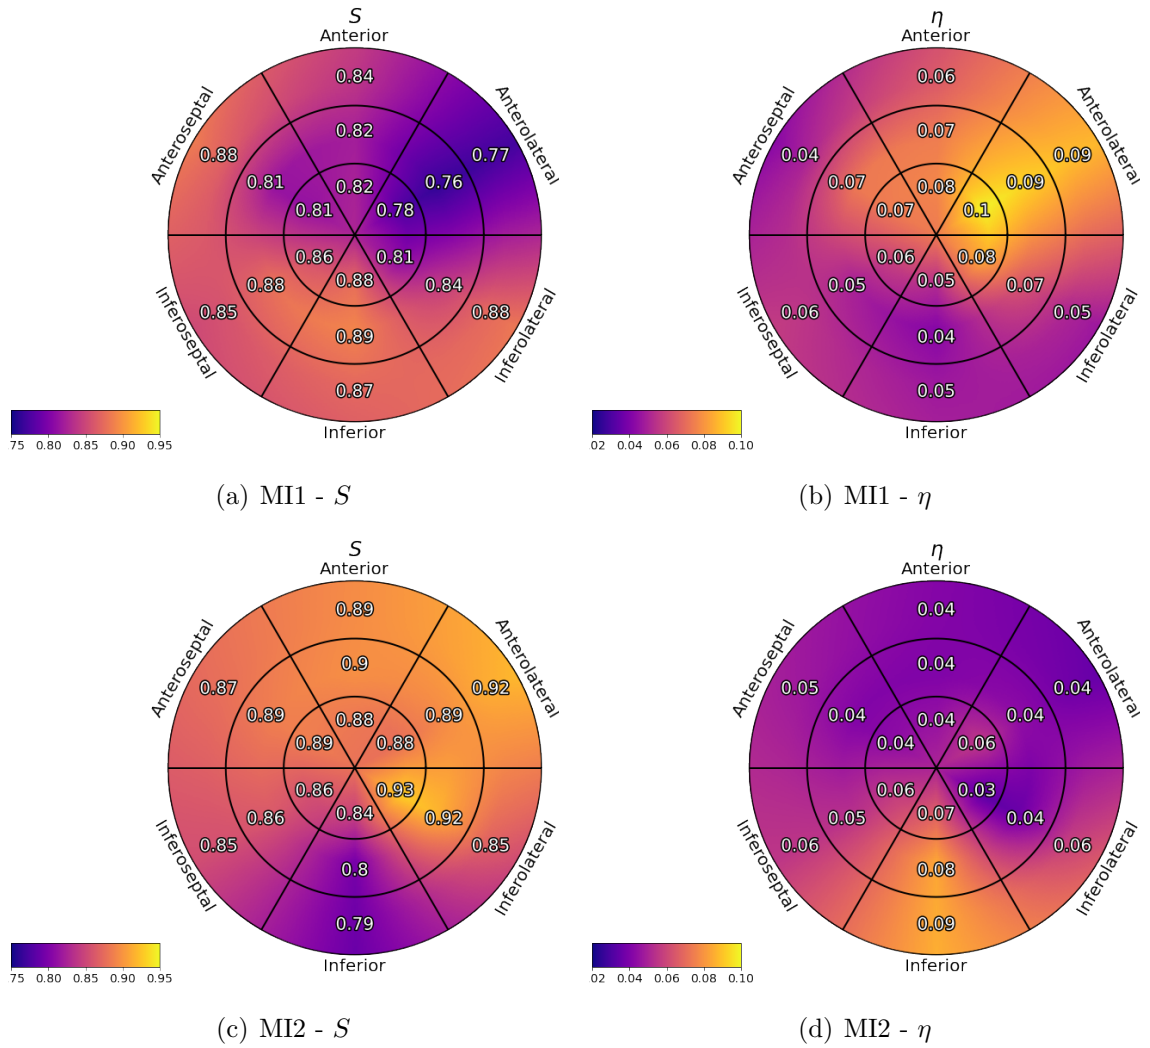 S
Anterior
Anteroseptal
Anterolateral
0.84
0.82
0.88
0.77
0.81
0.76
0.82
0.81
0.78
0.86
0.81
0.88
0.88
0.84
0.85
0.88
0.89
0.87
Inferoseptal
Inferolateral
Inferior
75 0.80 0.85 0.90 0.95
(a) MI1 - S
η
Anterior
Anteroseptal
Anterolateral
0.06
0.07
0.04
0.09
0.07
0.09
0.08
0.07
0.1
0.06
0.08
0.05
0.05
0.07
0.06
0.05
0.04
0.05
Inferoseptal
Inferolateral
Inferior
02 0.04 0.06 0.08 0.10
(b) MI1 - η
S
Anterior
Anteroseptal
Anterolateral
0.89
0.9
0.87
0.92
0.89
0.89
0.88
0.89
0.88
0.86
0.93
0.84
0.86
0.92
0.85
0.85
0.8
0.79
Inferoseptal
Inferolateral
Inferior
75 0.80 0.85 0.90 0.95
(c) MI2 - S
η
Anterior
Anteroseptal
Anterolateral
0.04
0.04
0.05
0.04
0.04
0.04
0.04
0.04
0.06
0.06
0.03
0.07
0.05
0.04
0.06
0.06
0.08
0.09
Inferoseptal
Inferolateral
Inferior
02 0.04 0.06 0.08 0.10
(d) MI2 - η